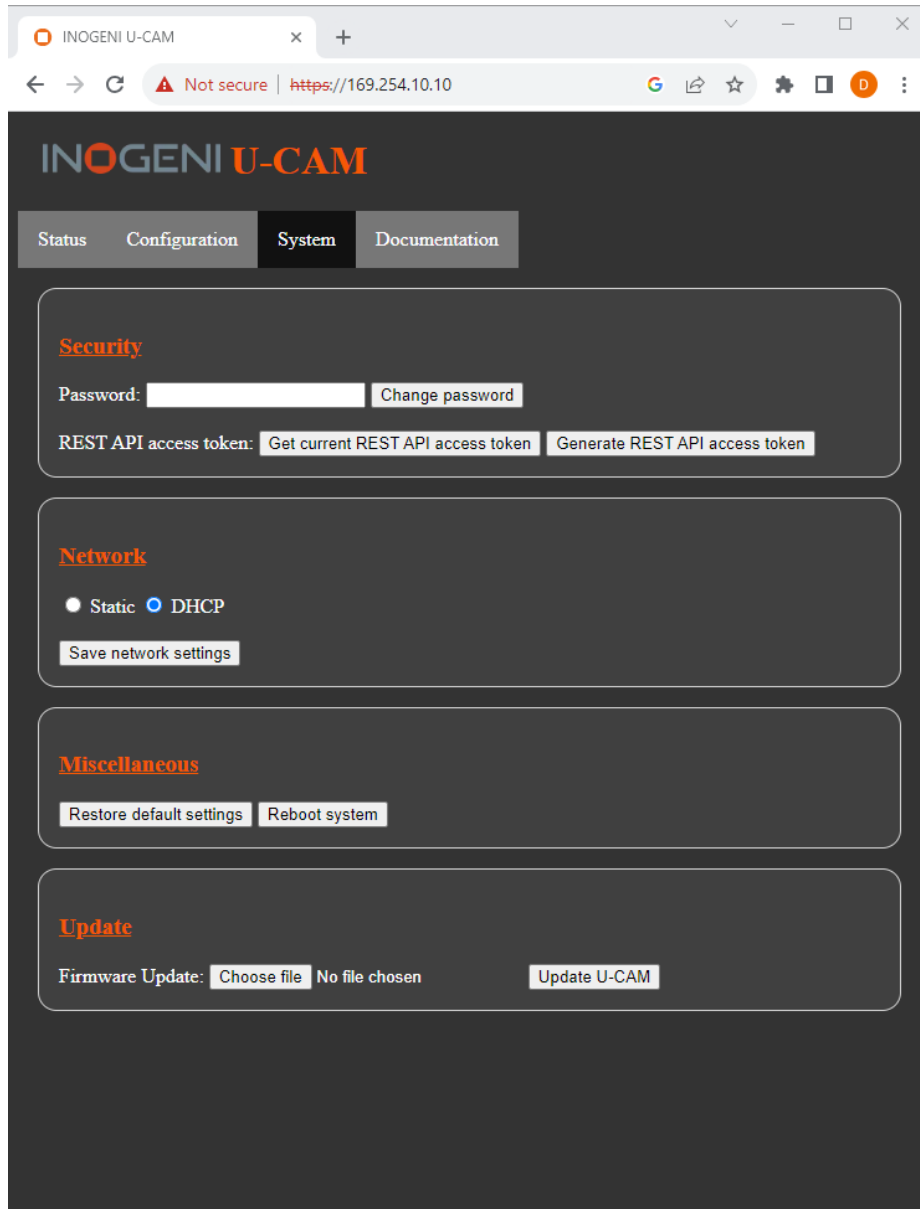 INOGENI U-CAM
Not secure https://169.254.10.10
G
D
INOGENI U-CAM
Status Configuration System Documentation
Security
Password: Change password
REST API access token: Get current REST API access token Generate REST API access token
Network
Static DHCP
Save network settings
Miscellaneous
Restore default settings Reboot system
Update
Firmware Update: Choose file No file chosen Update U-CAM